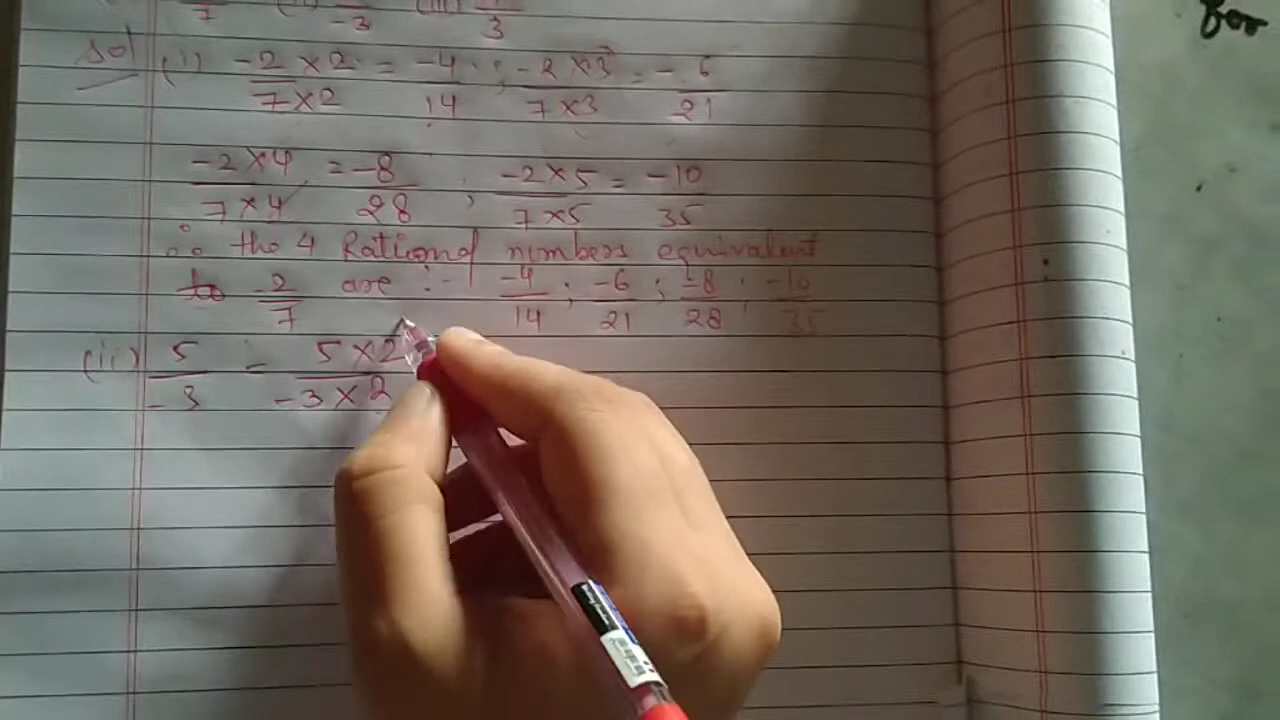 7 -3 (iii) 3
sol (i) -2 × 2 / 7 × 2 = -4 / 14 ; -2 × 3 / 7 × 3 = -6 / 21
-2 × 4 / 7 × 4 = -8 / 28 ; -2 × 5 / 7 × 5 = -10 / 35
∴ the 4 Rational numbers equivalent
to -2 / 7 are :- -4 / 14 ; -6 / 21 ; -8 / 28 ; -10 / 35
(ii) 5 / -3 = 5 × 2 / -3 × 2